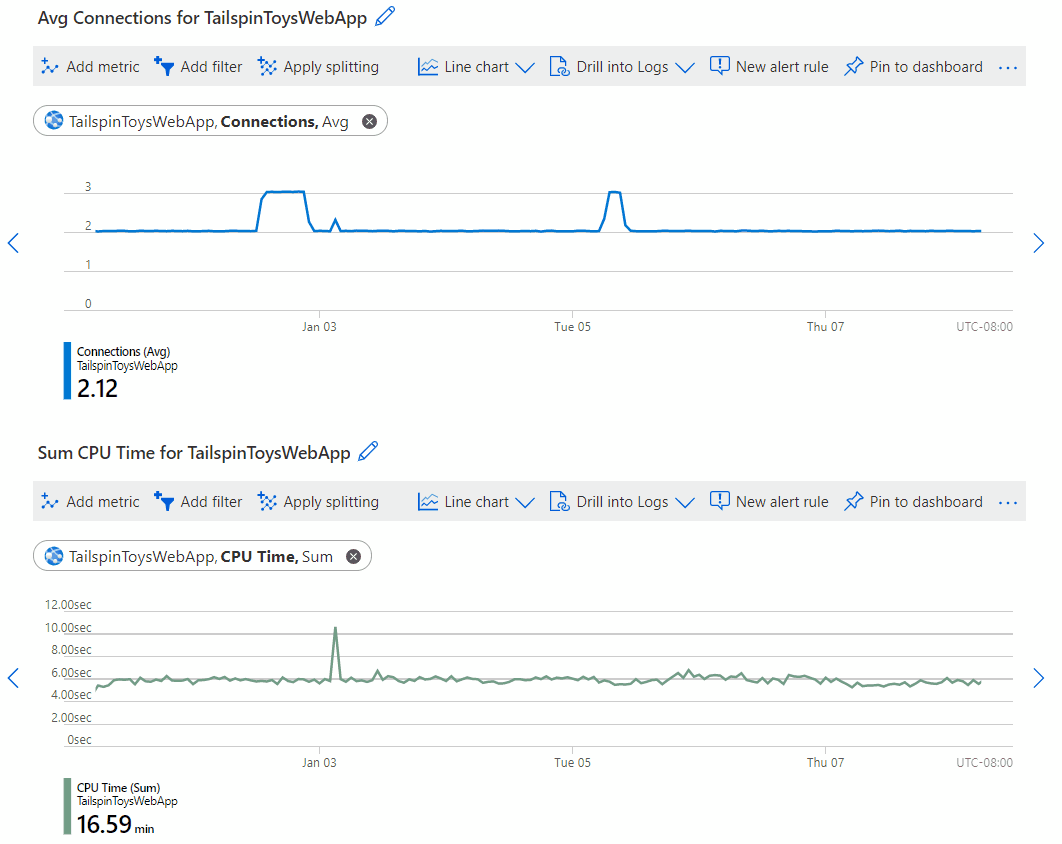 Avg Connections for TailspinToysWebApp
Add metric Add filter Apply splitting Line chart Drill into Logs New alert rule Pin to dashboard ...
TailspinToysWebApp, Connections, Avg
3
2
1
0
Jan 03 Tue 05 Thu 07 UTC-08:00
Connections (Avg)
TailspinToysWebApp
2.12
Sum CPU Time for TailspinToysWebApp
Add metric Add filter Apply splitting Line chart Drill into Logs New alert rule Pin to dashboard ...
TailspinToysWebApp, CPU Time, Sum
12.00sec
10.00sec
8.00sec
6.00sec
4.00sec
2.00sec
0sec
Jan 03 Tue 05 Thu 07 UTC-08:00
CPU Time (Sum)
TailspinToysWebApp
16.59 min